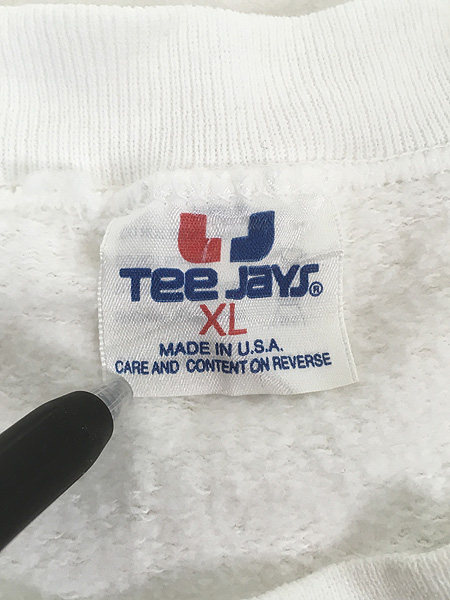 Tee Jays®
XL
MADE IN U.S.A.
CARE AND CONTENT ON REVERSE